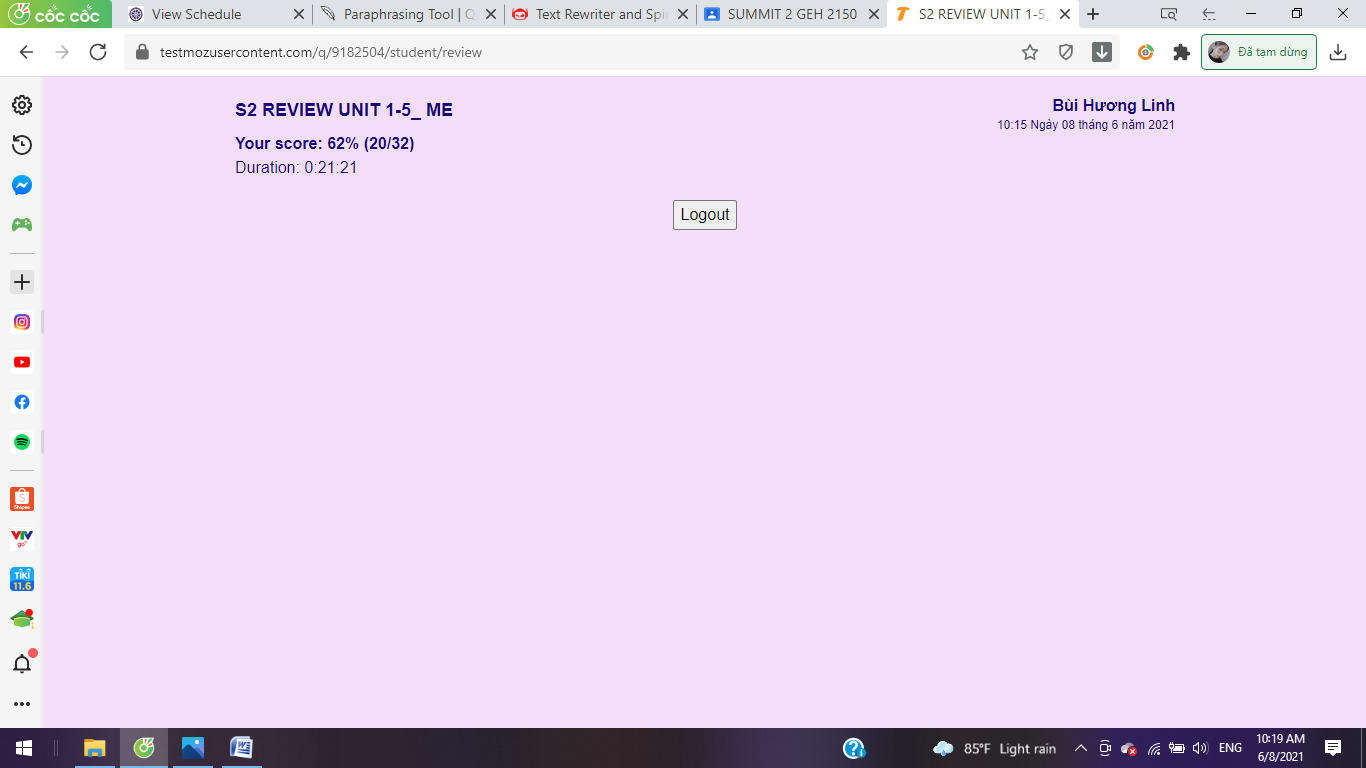 cốc cốc
View Schedule
Paraphrasing Tool | Q
Text Rewriter and Spi
SUMMIT 2 GEH 2150
S2 REVIEW UNIT 1-5_
testmozusercontent.com/q/9182504/student/review
Đã tạm dừng
S2 REVIEW UNIT 1-5_ ME
Bùi Hương Linh
10:15 Ngày 08 tháng 6 năm 2021
Your score: 62% (20/32)
Duration: 0:21:21
Logout
Shopee
VTV
go
TIKI
11.6
85°F Light rain
ENG
10:19 AM
6/8/2021